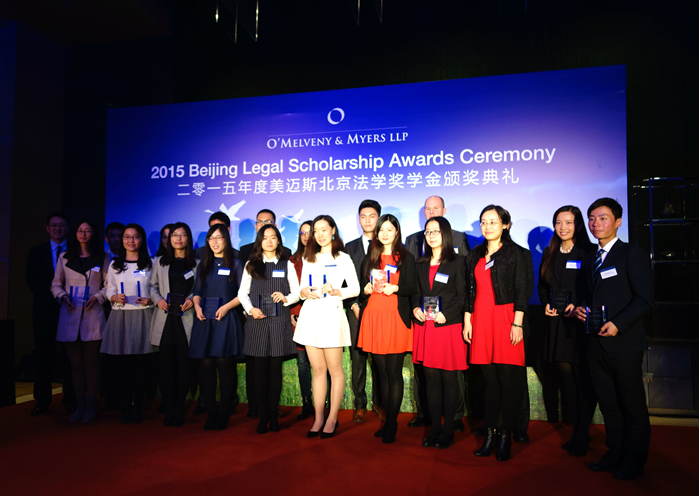 O'MELVENY & MYERS LLP
2015 Beijing Legal Scholarship Awards Ceremony
二零一五年度美迈斯北京法学奖学金颁奖典礼